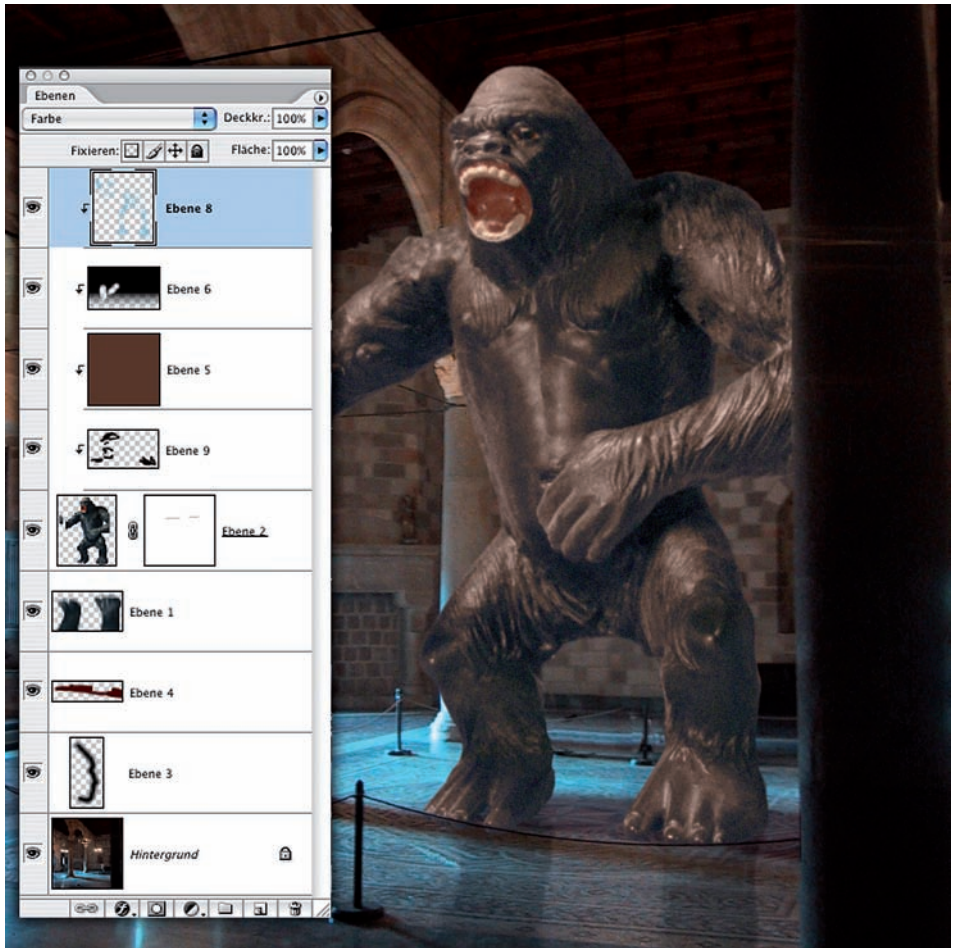 Ebenen
Farbe Deckkr.: 100%
Fixieren: Fläche: 100%
Ebene 8
Ebene 6
Ebene 5
Ebene 9
Ebene 2
Ebene 1
Ebene 4
Ebene 3
Hintergrund